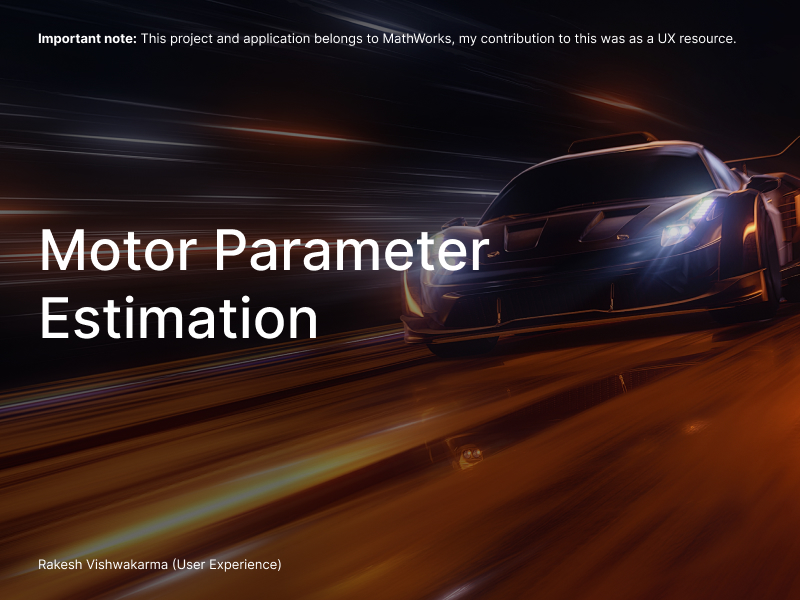 Important note: This project and application belongs to MathWorks, my contribution to this was as a UX resource.
Motor Parameter
Estimation
Rakesh Vishwakarma (User Experience)